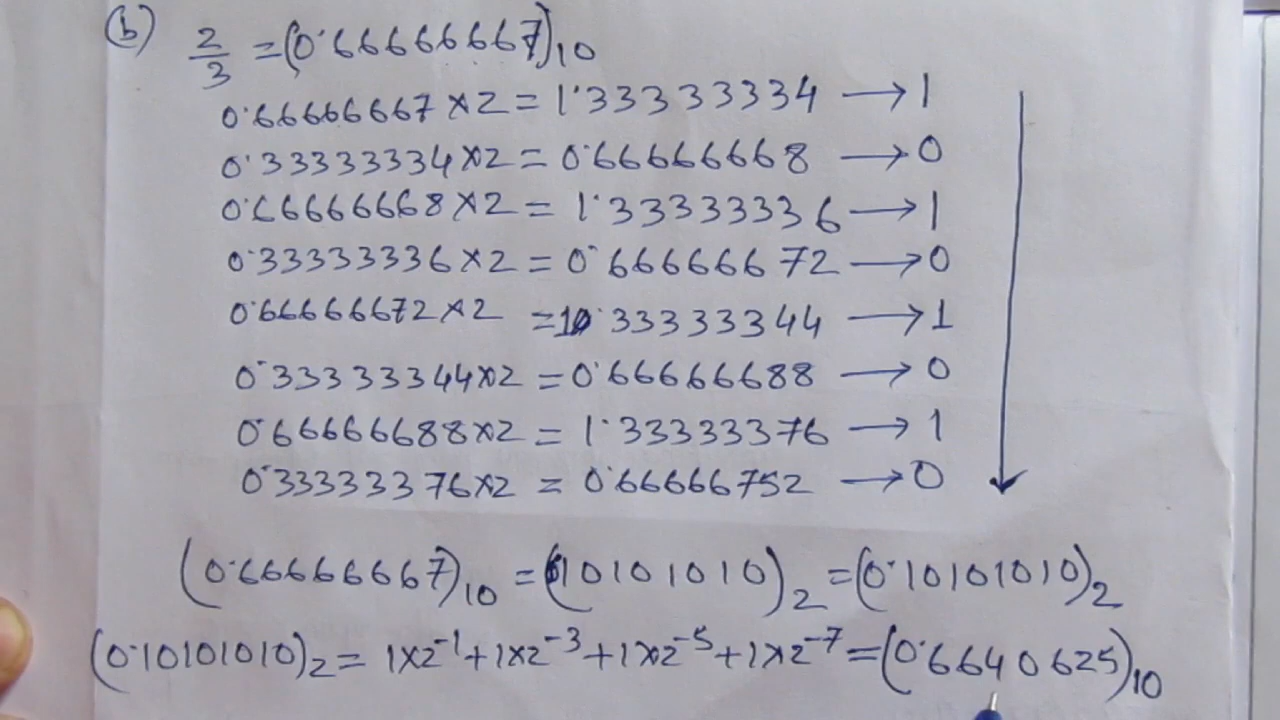 (b) 2/3 = (0.66666667)10
0.66666667 × 2 = 1.33333334 → 1
0.33333334 × 2 = 0.66666668 → 0
0.66666668 × 2 = 1.33333336 → 1
0.33333336 × 2 = 0.66666672 → 0
0.66666672 × 2 = 1.33333344 → 1
0.33333344 × 2 = 0.66666688 → 0
0.66666688 × 2 = 1.33333376 → 1
0.33333376 × 2 = 0.66666752 → 0
(0.66666667)10 = (10101010)2 = (0.10101010)2
(0.10101010)2 = 1×2^-1 + 1×2^-3 + 1×2^-5 + 1×2^-7 = (0.6640625)10